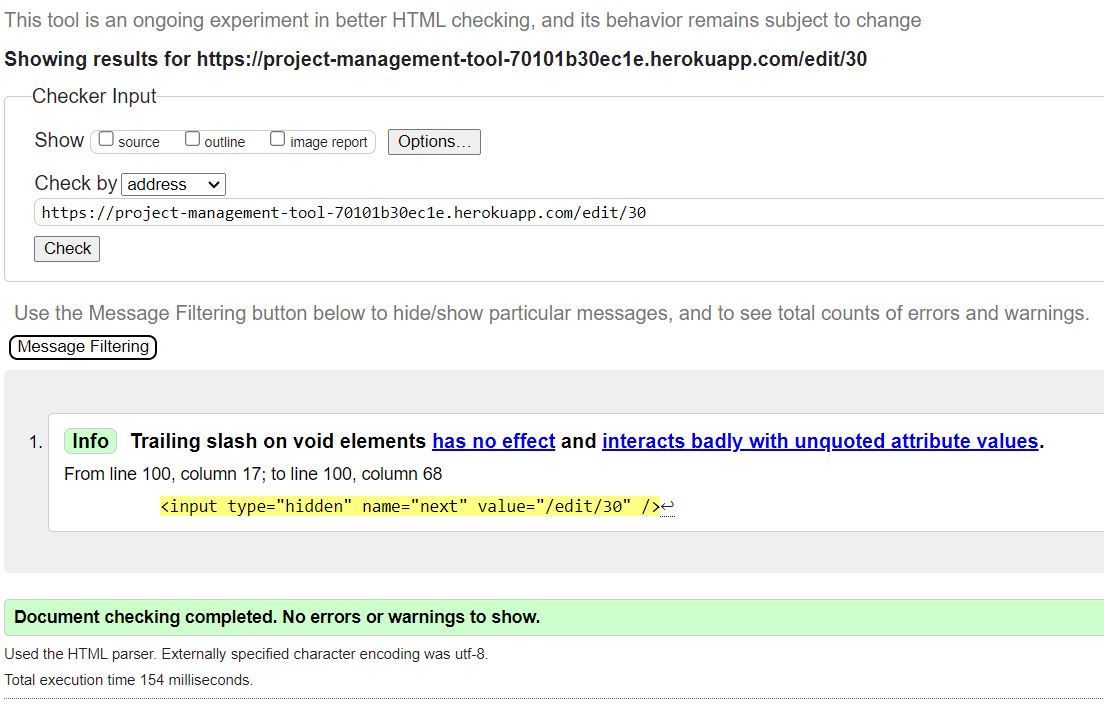 This tool is an ongoing experiment in better HTML checking, and its behavior remains subject to change
Showing results for https://project-management-tool-70101b30ec1e.herokuapp.com/edit/30
Checker Input
Show source outline image report Options...
Check by address
https://project-management-tool-70101b30ec1e.herokuapp.com/edit/30
Check
Use the Message Filtering button below to hide/show particular messages, and to see total counts of errors and warnings.
Message Filtering
1. Info Trailing slash on void elements has no effect and interacts badly with unquoted attribute values.
From line 100, column 17; to line 100, column 68
<input type="hidden" name="next" value="/edit/30" />↩
Document checking completed. No errors or warnings to show.
Used the HTML parser. Externally specified character encoding was utf-8.
Total execution time 154 milliseconds.